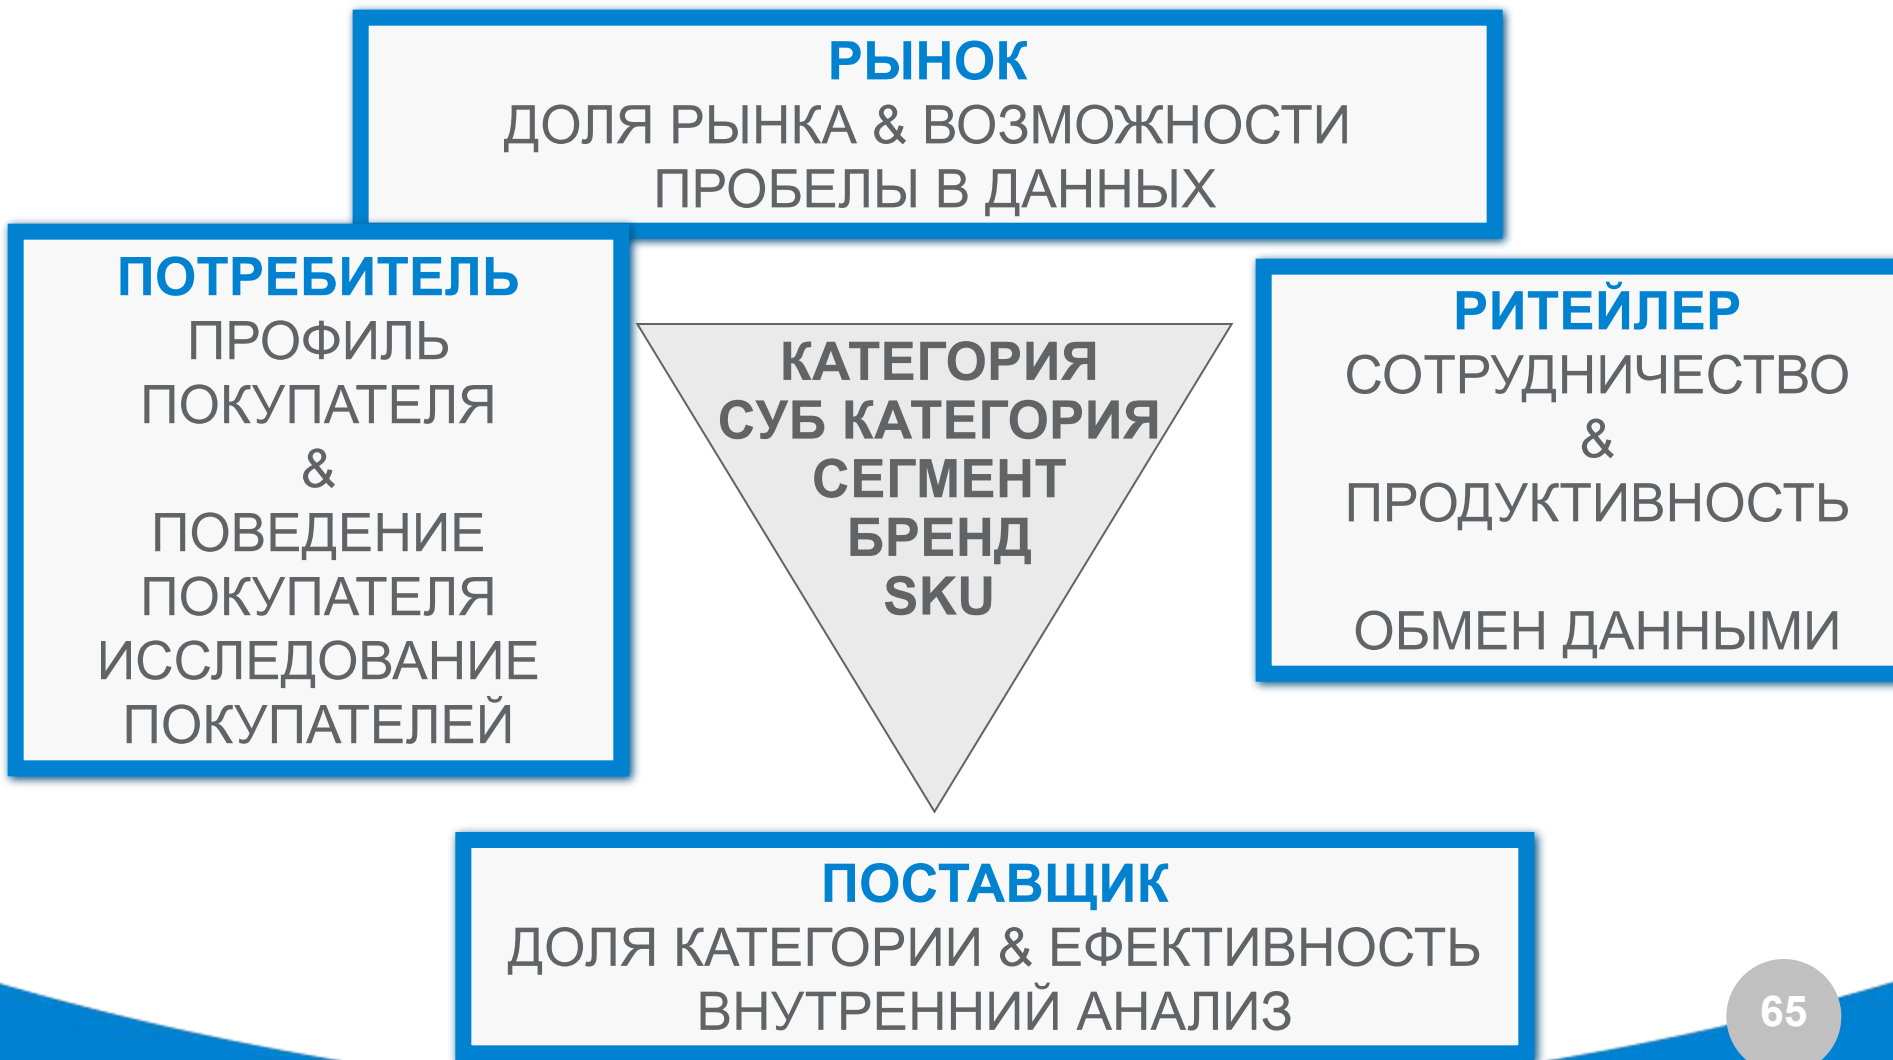 РЫНОК
ДОЛЯ РЫНКА & ВОЗМОЖНОСТИ
ПРОБЕЛЫ В ДАННЫХ
ПОТРЕБИТЕЛЬ
ПРОФИЛЬ
ПОКУПАТЕЛЯ
&
ПОВЕДЕНИЕ
ПОКУПАТЕЛЯ
ИССЛЕДОВАНИЕ
ПОКУПАТЕЛЕЙ
КАТЕГОРИЯ
СУБ КАТЕГОРИЯ
СЕГМЕНТ
БРЕНД
SKU
РИТЕЙЛЕР
СОТРУДНИЧЕСТВО
&
ПРОДУКТИВНОСТЬ
ОБМЕН ДАННЫМИ
ПОСТАВЩИК
ДОЛЯ КАТЕГОРИИ & ЕФЕКТИВНОСТЬ
ВНУТРЕННИЙ АНАЛИЗ
65